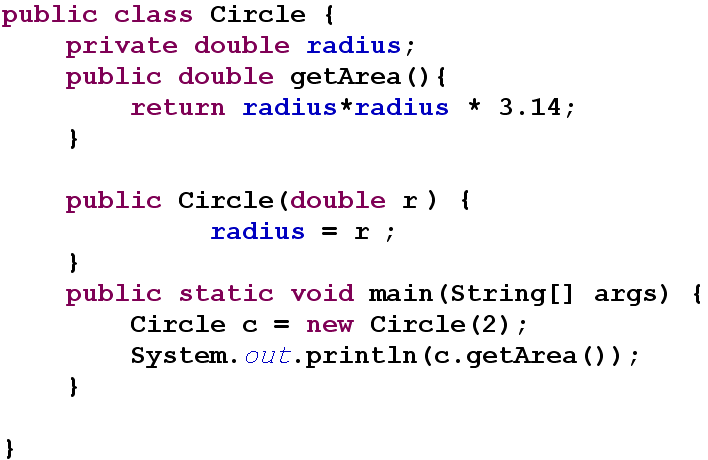 public class Circle {
    private double radius;
    public double getArea(){
        return radius*radius * 3.14;
    }

    public Circle(double r ) {
             radius = r ;
    }
    public static void main(String[] args) {
        Circle c = new Circle(2);
        System.out.println(c.getArea());
    }

}